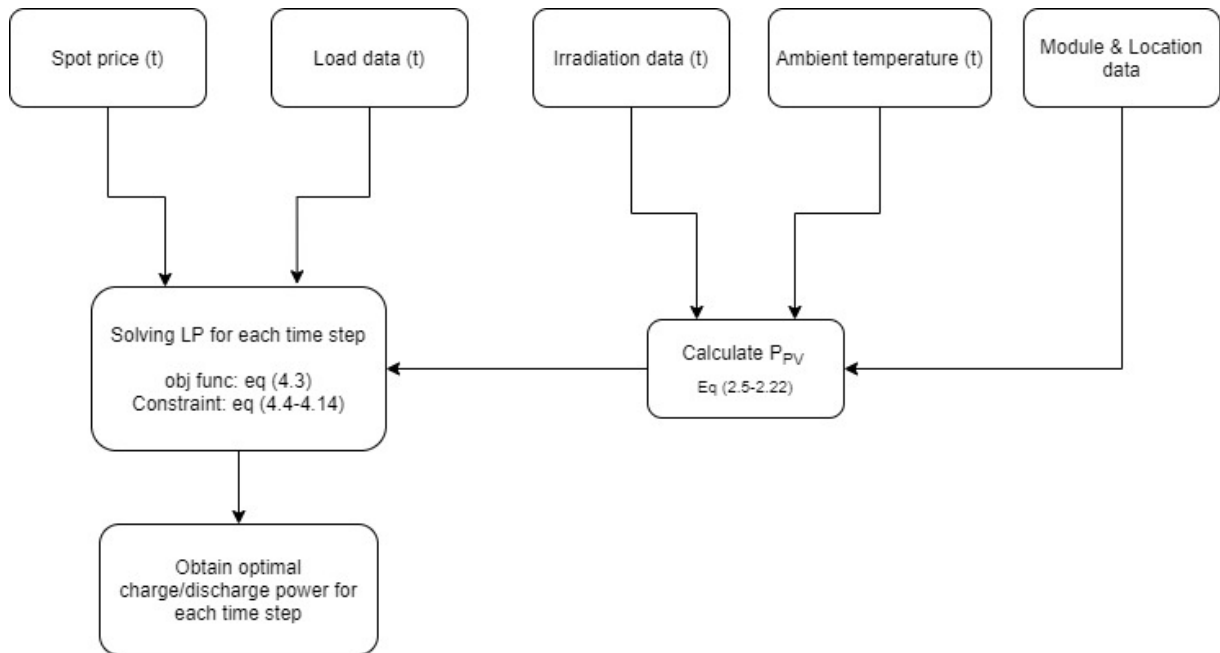 Spot price (t)
Load data (t)
Irradiation data (t)
Ambient temperature (t)
Module & Location
data
Solving LP for each time step
obj func: eq (4.3)
Constraint: eq (4.4-4.14)
Calculate P_PV
Eq (2.5-2.22)
Obtain optimal
charge/discharge power for
each time step